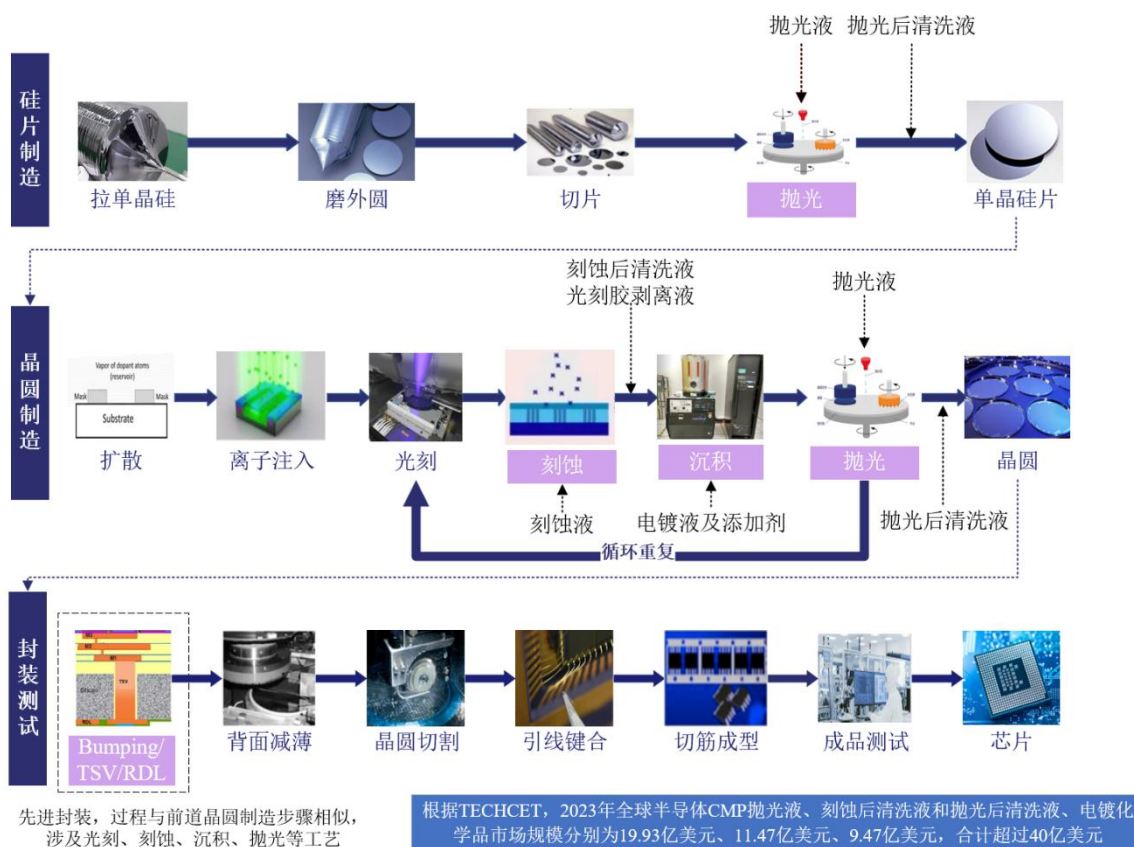 抛光液
抛光后清洗液
硅片制造
拉单晶硅
磨外圆
切片
抛光
单晶硅片
刻蚀后清洗液
光刻胶剥离液
抛光液
晶圆制造
Vapor of dopant atoms
(reservoir)
Mask
Mask
Substrate
扩散
离子注入
光刻
刻蚀
沉积
抛光
晶圆
刻蚀液
电镀液及添加剂
抛光后清洗液
循环重复
封装测试
TSV
Bumping/
TSV/RDL
背面减薄
晶圆切割
引线键合
切筋成型
成品测试
芯片
先进封装，过程与前道晶圆制造步骤相似，
涉及光刻、刻蚀、沉积、抛光等工艺
根据TECHCET，2023年全球半导体CMP抛光液、刻蚀后清洗液和抛光后清洗液、电镀化
学品市场规模分别为19.93亿美元、11.47亿美元、9.47亿美元，合计超过40亿美元